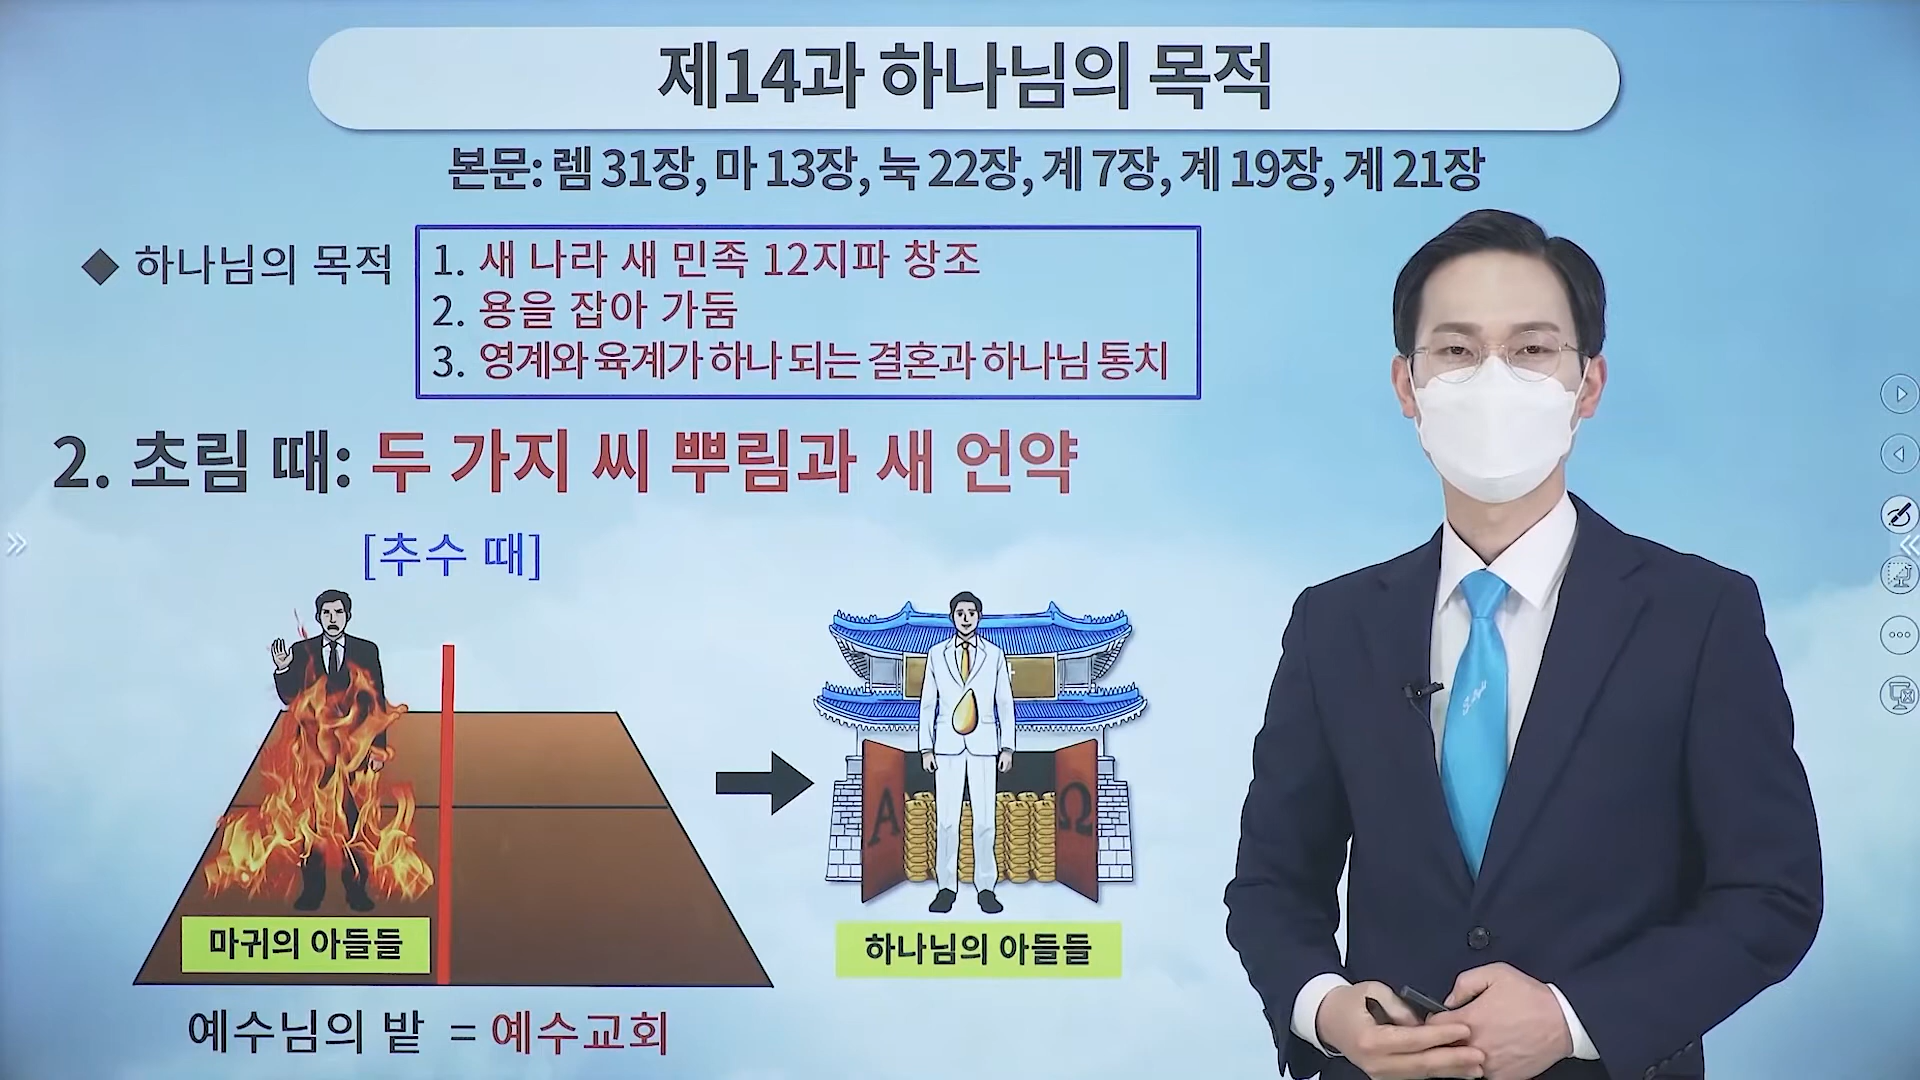 제14과 하나님의 목적
본문: 렘 31장, 마 13장, 눅 22장, 계 7장, 계 19장, 계 21장
◆ 하나님의 목적
1. 새 나라 새 민족 12지파 창조
2. 용을 잡아 가둠
3. 영계와 육계가 하나 되는 결혼과 하나님 통치
2. 초림 때: 두 가지 씨 뿌림과 새 언약
[추수 때]
A Ω
마귀의 아들들
하나님의 아들들
예수님의 밭 = 예수교회